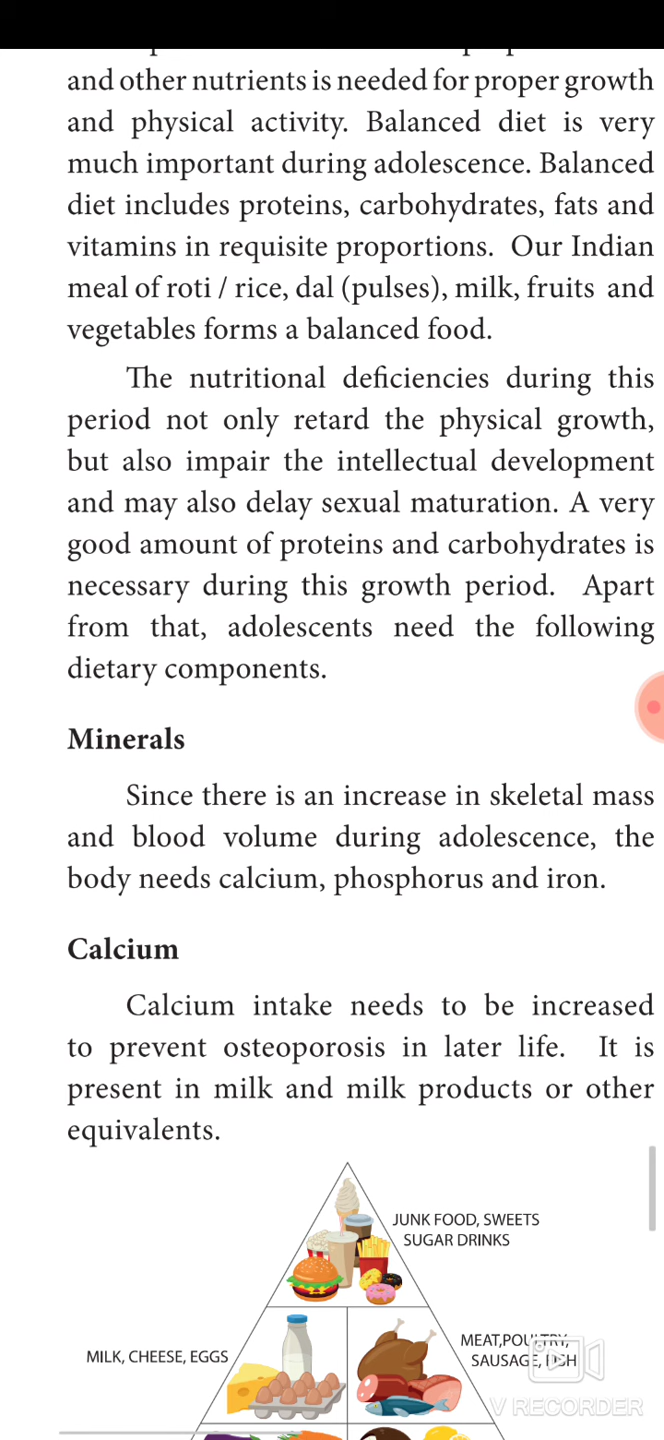 and other nutrients is needed for proper growth
and physical activity. Balanced diet is very
much important during adolescence. Balanced
diet includes proteins, carbohydrates, fats and
vitamins in requisite proportions. Our Indian
meal of roti / rice, dal (pulses), milk, fruits and
vegetables forms a balanced food.
The nutritional deficiencies during this
period not only retard the physical growth,
but also impair the intellectual development
and may also delay sexual maturation. A very
good amount of proteins and carbohydrates is
necessary during this growth period. Apart
from that, adolescents need the following
dietary components.
Minerals
Since there is an increase in skeletal mass
and blood volume during adolescence, the
body needs calcium, phosphorus and iron.
Calcium
Calcium intake needs to be increased
to prevent osteoporosis in later life. It is
present in milk and milk products or other
equivalents.
JUNK FOOD, SWEETS
SUGAR DRINKS
MILK, CHEESE, EGGS
MEAT,POULTRY,
SAUSAGE, FISH
V RECORDER